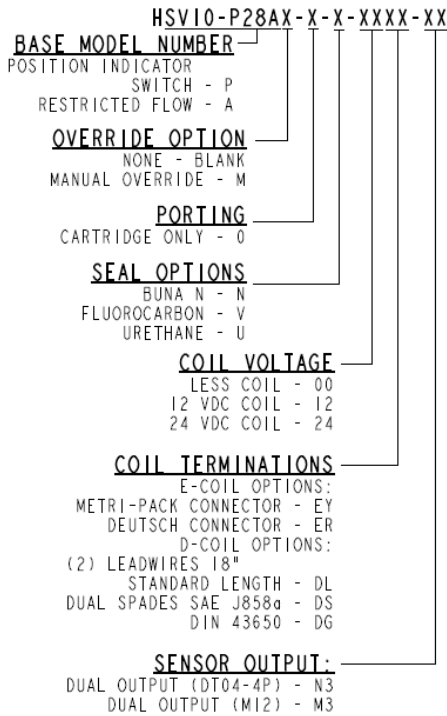 HSV10-P28AX-X-X-XXXX-XX
BASE MODEL NUMBER
POSITION INDICATOR
SWITCH - P
RESTRICTED FLOW - A
OVERRIDE OPTION
NONE - BLANK
MANUAL OVERRIDE - M
PORTING
CARTRIDGE ONLY - 0
SEAL OPTIONS
BUNA N - N
FLUOROCARBON - V
URETHANE - U
COIL VOLTAGE
LESS COIL - 00
12 VDC COIL - 12
24 VDC COIL - 24
COIL TERMINATIONS
E-COIL OPTIONS:
METRI-PACK CONNECTOR - EY
DEUTSCH CONNECTOR - ER
D-COIL OPTIONS:
(2) LEADWIRES 18"
STANDARD LENGTH - DL
DUAL SPADES SAE J858a - DS
DIN 43650 - DG
SENSOR OUTPUT:
DUAL OUTPUT (DT04-4P) - N3
DUAL OUTPUT (M12) - M3